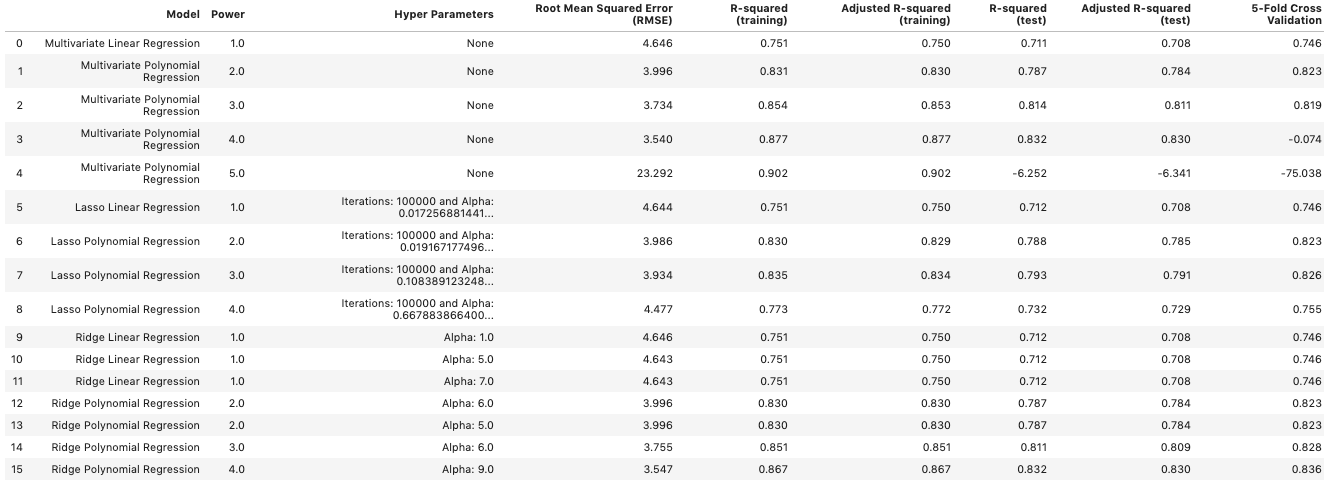 Model Power Hyper Parameters Root Mean Squared Error (RMSE) R-squared (training) Adjusted R-squared (training) R-squared (test) Adjusted R-squared (test) 5-Fold Cross Validation
0 Multivariate Linear Regression 1.0 None 4.646 0.751 0.750 0.711 0.708 0.746
1 Multivariate Polynomial Regression 2.0 None 3.996 0.831 0.830 0.787 0.784 0.823
2 Multivariate Polynomial Regression 3.0 None 3.734 0.854 0.853 0.814 0.811 0.819
3 Multivariate Polynomial Regression 4.0 None 3.540 0.877 0.877 0.832 0.830 -0.074
4 Multivariate Polynomial Regression 5.0 None 23.292 0.902 0.902 -6.252 -6.341 -75.038
5 Lasso Linear Regression 1.0 Iterations: 100000 and Alpha: 0.017256881441... 4.644 0.751 0.750 0.712 0.708 0.746
6 Lasso Polynomial Regression 2.0 Iterations: 100000 and Alpha: 0.019167177496... 3.986 0.830 0.829 0.788 0.785 0.823
7 Lasso Polynomial Regression 3.0 Iterations: 100000 and Alpha: 0.108389123248... 3.934 0.835 0.834 0.793 0.791 0.826
8 Lasso Polynomial Regression 4.0 Iterations: 100000 and Alpha: 0.667883866400... 4.477 0.773 0.772 0.732 0.729 0.755
9 Ridge Linear Regression 1.0 Alpha: 1.0 4.646 0.751 0.750 0.712 0.708 0.746
10 Ridge Linear Regression 1.0 Alpha: 5.0 4.643 0.751 0.750 0.712 0.708 0.746
11 Ridge Linear Regression 1.0 Alpha: 7.0 4.643 0.751 0.750 0.712 0.708 0.746
12 Ridge Polynomial Regression 2.0 Alpha: 6.0 3.996 0.830 0.830 0.787 0.784 0.823
13 Ridge Polynomial Regression 2.0 Alpha: 5.0 3.996 0.830 0.830 0.787 0.784 0.823
14 Ridge Polynomial Regression 3.0 Alpha: 6.0 3.755 0.851 0.851 0.811 0.809 0.828
15 Ridge Polynomial Regression 4.0 Alpha: 9.0 3.547 0.867 0.867 0.832 0.830 0.836